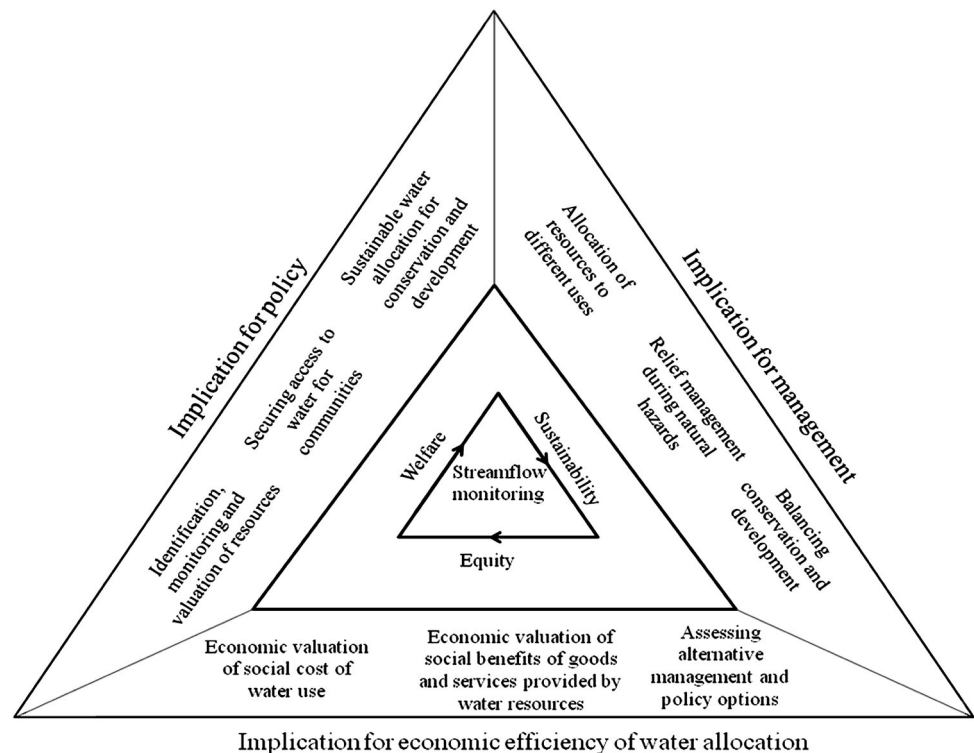 Implication for policy
Sustainable water
allocation for
conservation and
development
Securing access to
water for
communities
Identification,
monitoring and
valuation of resources
Implication for management
Allocation of
resources to
different uses
Relief management
during natural
hazards
Balancing
conservation and
development
Welfare
Sustainability
Streamflow
monitoring
Equity
Economic valuation
of social cost of
water use
Economic valuation of
social benefits of goods
and services provided by
water resources
Assessing
alternative
management and
policy options
Implication for economic efficiency of water allocation